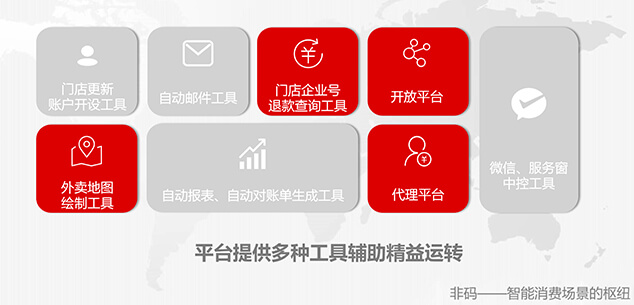 门店更新
账户开设工具
自动邮件工具
门店企业号
退款查询工具
开放平台
微信、服务窗
中控工具
外卖地图
绘制工具
自动报表、自动对账单生成工具
代理平台
平台提供多种工具辅助精益运转
非码——智能消费场景的枢纽